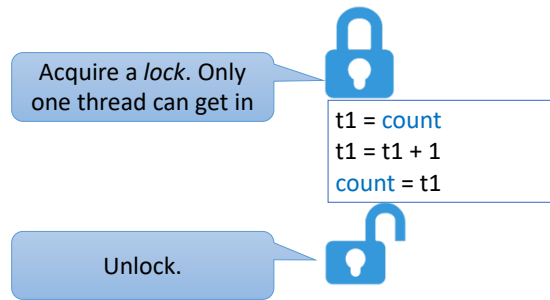 Acquire a lock. Only
one thread can get in
t1 = count
t1 = t1 + 1
count = t1
Unlock.